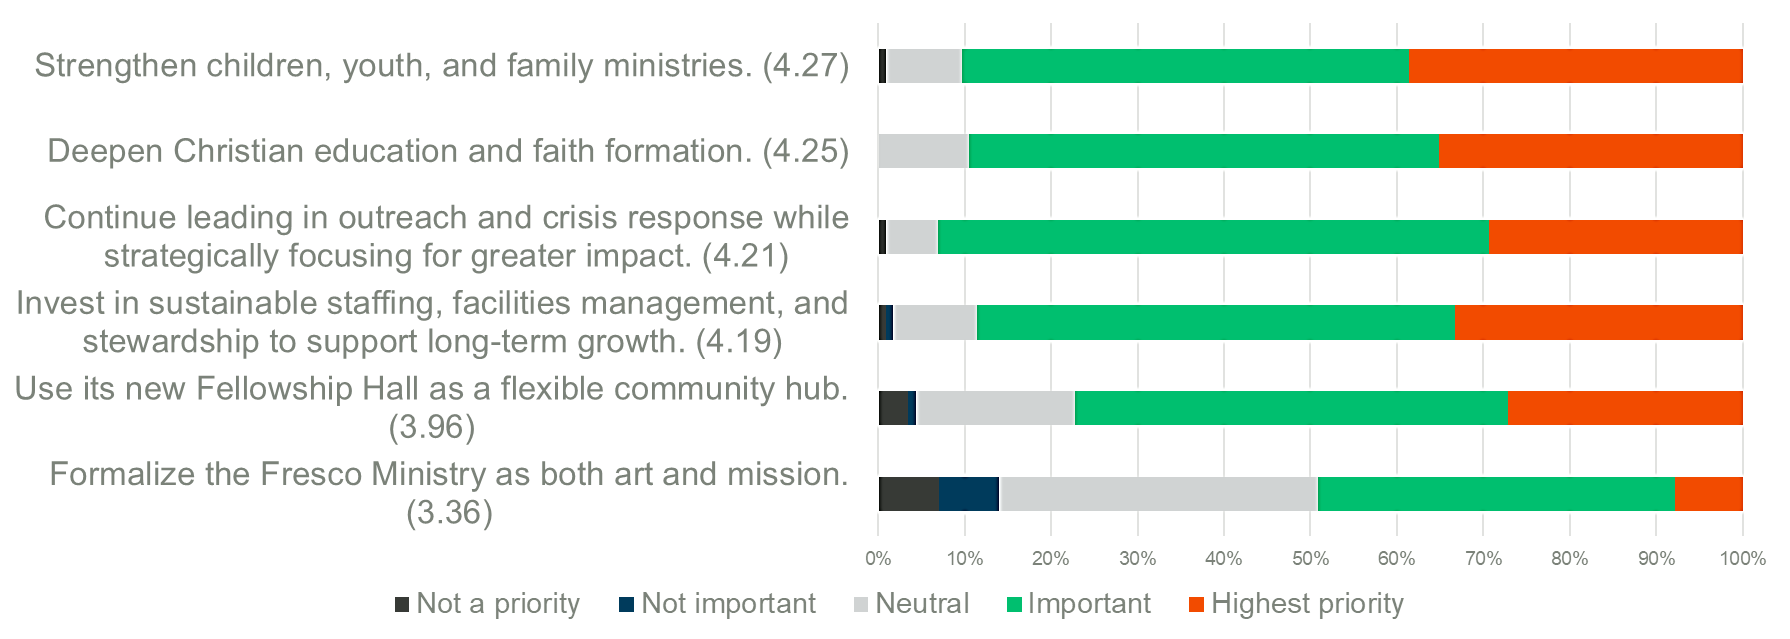 Strengthen children, youth, and family ministries. (4.27)
Deepen Christian education and faith formation. (4.25)
Continue leading in outreach and crisis response while
strategically focusing for greater impact. (4.21)
Invest in sustainable staffing, facilities management, and
stewardship to support long-term growth. (4.19)
Use its new Fellowship Hall as a flexible community hub.
(3.96)
Formalize the Fresco Ministry as both art and mission.
(3.36)
0% 10% 20% 30% 40% 50% 60% 70% 80% 90% 100%
Not a priority Not important Neutral Important Highest priority